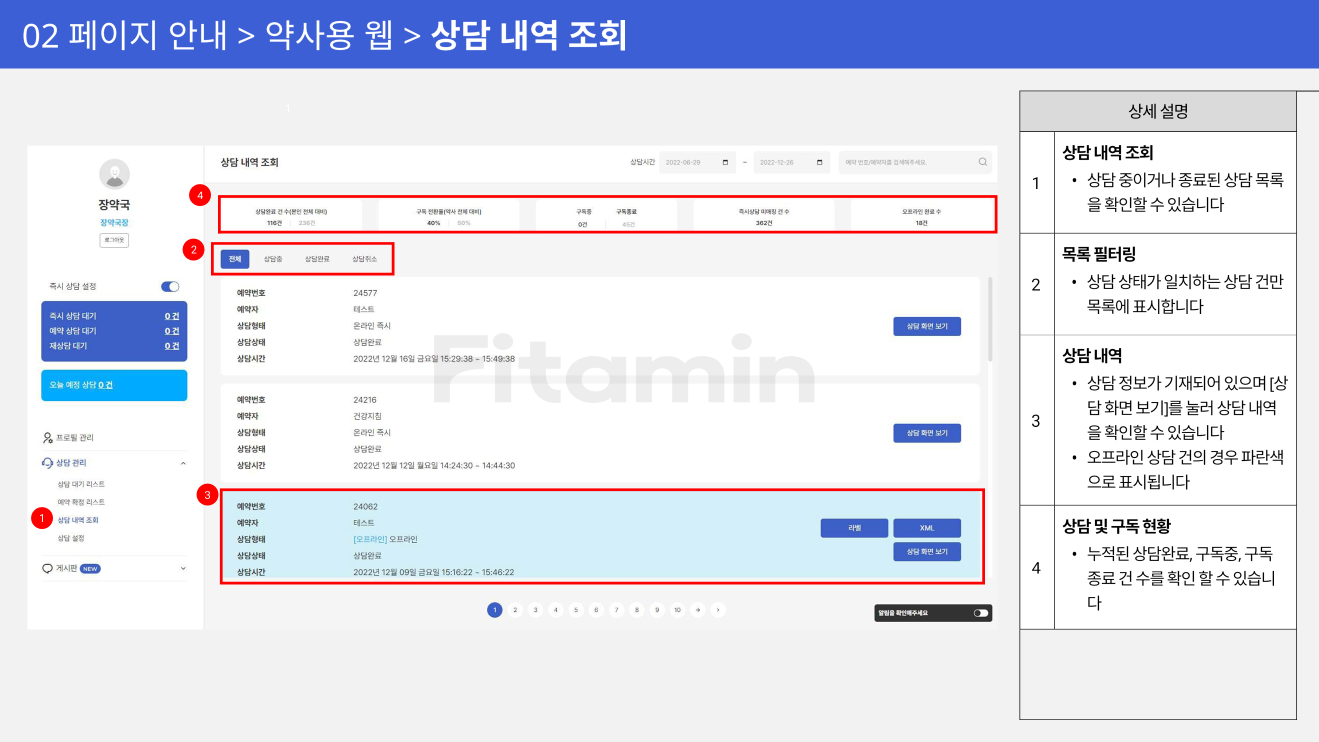 02 페이지 안내 > 약사용 웹 > 상담 내역 조회
1
장약국
장약국장
로그아웃
즉시 상담 설정
즉시 상담 대기 0 건
예약 상담 대기 0 건
재상담 대기 0 건
오늘 예정 상담 0 건
프로필 관리
상담 관리
상담 대기 리스트
예약 확정 리스트
1
상담 내역 조회
상담 설정
게시판 NEW
상담 내역 조회
상담시간 2022-06-29 ~ 2022-12-26 예약 번호/예약자를 검색해주세요.
4
상담완료 건 수(본인 전체 대비) 구독 전환률(약사 전체 대비) 구독중 구독종료 즉시상담 미매칭 건 수 오프라인 완료 수
116건 236건 40% 50% 0건 45건 362건 18건
2
전체 상담중 상담완료 상담취소
예약번호 24577
예약자 테스트
상담형태 온라인 즉시
상담상태 상담완료
상담시간 2022년 12월 16일 금요일 15:29:38 ~ 15:49:38
상담 화면 보기
Fitamin
예약번호 24216
예약자 건강지킴
상담형태 온라인 즉시
상담상태 상담완료
상담시간 2022년 12월 12일 월요일 14:24:30 ~ 14:44:30
상담 화면 보기
3
예약번호 24062
예약자 테스트
상담형태 [오프라인] 오프라인
상담상태 상담완료
상담시간 2022년 12월 09일 금요일 15:16:22 ~ 15:46:22
라벨 XML
상담 화면 보기
1 2 3 4 5 6 7 8 9 10
알림을 확인해주세요
상세 설명
1
상담 내역 조회
• 상담 중이거나 종료된 상담 목록
을 확인할 수 있습니다
2
목록 필터링
• 상담 상태가 일치하는 상담 건만
목록에 표시합니다
3
상담 내역
• 상담 정보가 기재되어 있으며 [상
담 화면 보기]를 눌러 상담 내역
을 확인할 수 있습니다
• 오프라인 상담 건의 경우 파란색
으로 표시됩니다
4
상담 및 구독 현황
• 누적된 상담완료, 구독중, 구독
종료 건 수를 확인 할 수 있습니
다